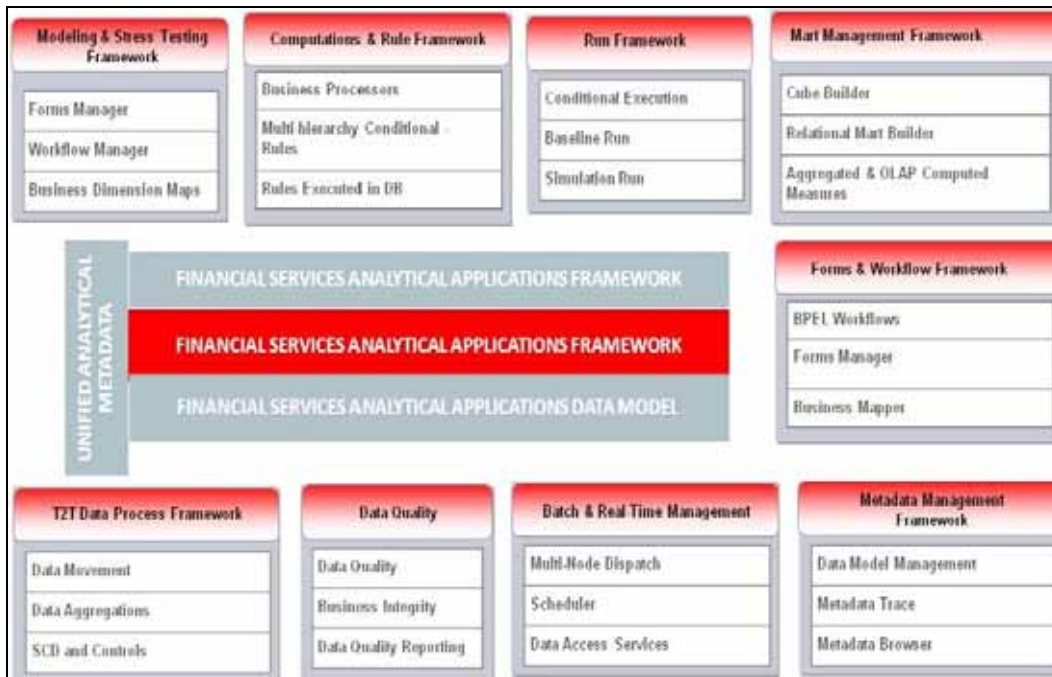 Modeling & Stress Testing
Framework
Forms Manager
Workflow Manager
Business Dimension Maps
Computations & Rule Framework
Business Processors
Multi hierarchy Conditional -
Rules
Rules Executed in DB
Run Framework
Conditional Execution
Baseline Run
Simulation Run
Mart Management Framework
Cube Builder
Relational Mart Builder
Aggregated & OLAP Computed
Measures
UNIFIED ANALYTICAL
METADATA
FINANCIAL SERVICES ANALYTICAL APPLICATIONS FRAMEWORK
FINANCIAL SERVICES ANALYTICAL APPLICATIONS FRAMEWORK
FINANCIAL SERVICES ANALYTICAL APPLICATIONS DATA MODEL
Forms & Workflow Framework
BPEL Workflows
Forms Manager
Business Mapper
T2T Data Process Framework
Data Movement
Data Aggregations
SCD and Controls
Data Quality
Data Quality
Business Integrity
Data Quality Reporting
Batch & Real Time Management
Multi-Node Dispatch
Scheduler
Data Access Services
Metadata Management
Framework
Data Model Management
Metadata Trace
Metadata Browser